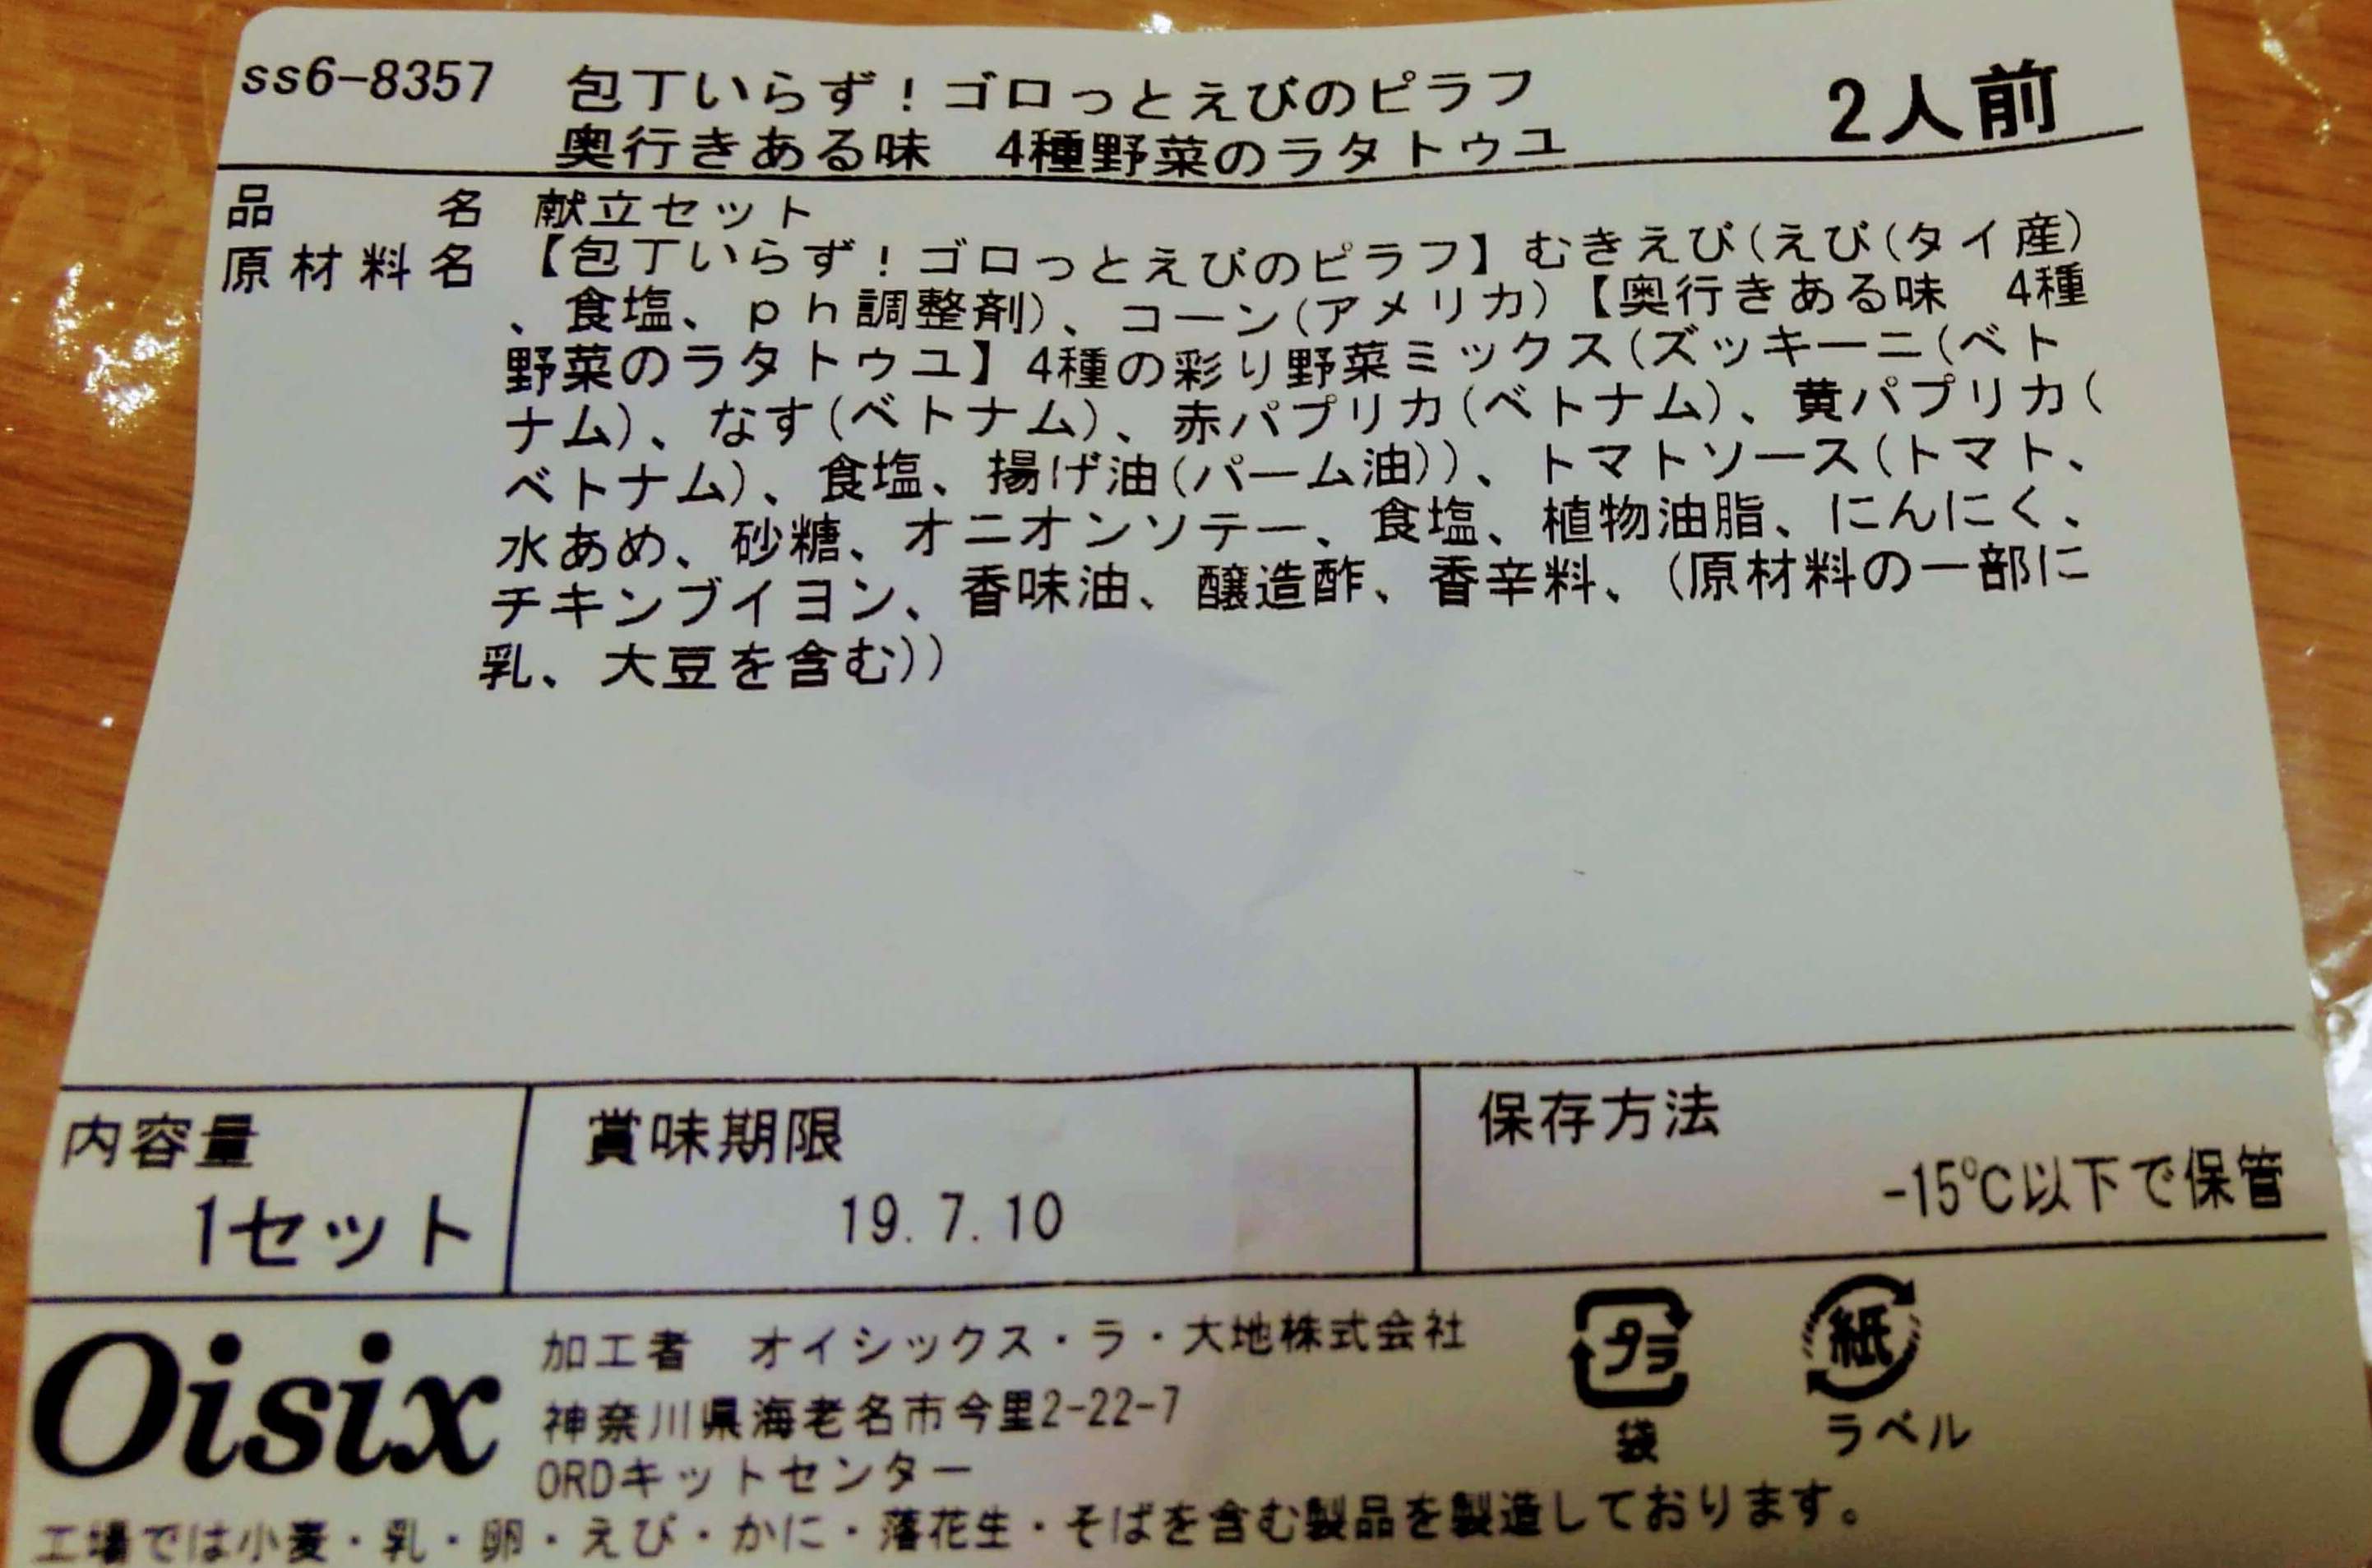 ss6-8357 包丁いらず！ゴロっとえびのピラフ 2人前
奥行きある味　4種野菜のラタトゥユ
品名 献立セット
原材料名 【包丁いらず！ゴロっとえびのピラフ】むきえび(えび(タイ産)
、食塩、ｐｈ調整剤)、コーン(アメリカ)【奥行きある味　4種
野菜のラタトゥユ】4種の彩り野菜ミックス(ズッキーニ(ベト
ナム)、なす(ベトナム)、赤パプリカ(ベトナム)、黄パプリカ(
ベトナム)、食塩、揚げ油(パーム油))、トマトソース(トマト、
水あめ、砂糖、オニオンソテー、食塩、植物油脂、にんにく、
チキンブイヨン、香味油、醸造酢、香辛料、(原材料の一部に
乳、大豆を含む))
内容量 賞味期限 保存方法
1セット 19.7.10 -15℃以下で保管
Oisix
加工者　オイシックス・ラ・大地株式会社
神奈川県海老名市今里2-22-7
ORDキットセンター
プラ 紙
袋 ラベル
工場では小麦・乳・卵・えび・かに・落花生・そばを含む製品を製造しております。